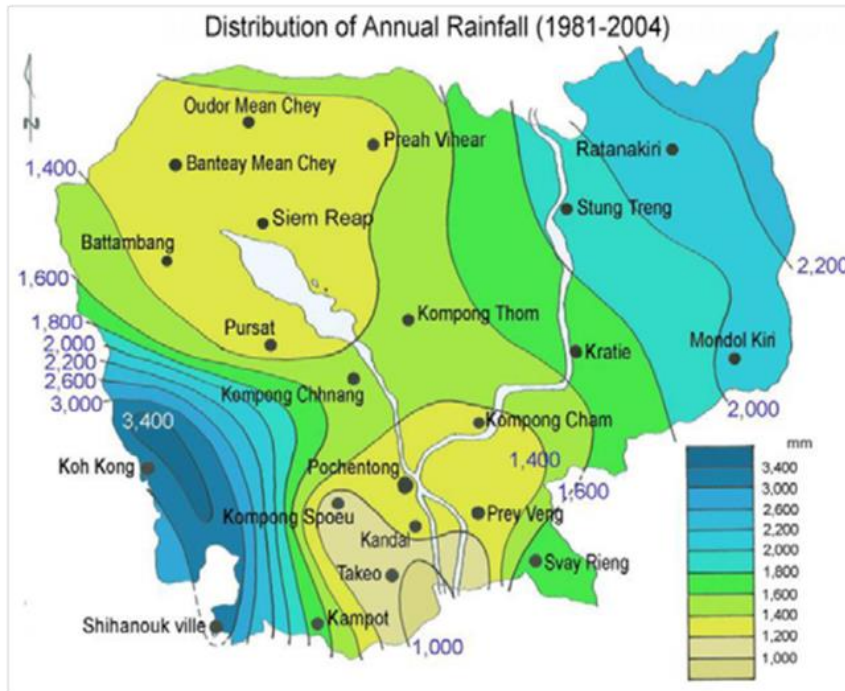 Distribution of Annual Rainfall (1981-2004)
N
Oudor Mean Chey
Preah Vihear
Banteay Mean Chey
Ratanakiri
1,400
Stung Treng
Siem Reap
Battambang
2,200
1,600
Kompong Thom
1,800
Pursat
Kratie
Mondol Kiri
2,000
2,200
Kompong Chhnang
2,600
2,000
3,000
3,400
Kompong Cham
mm
1,400
Koh Kong
Pochentong
3,400
1,600
3,000
Kompong Spoeu
Prey Veng
2,600
Kandal
2,200
2,000
Takeo
Svay Rieng
1,800
1,600
Shihanouk ville
Kampot
1,400
1,000
1,200
1,000